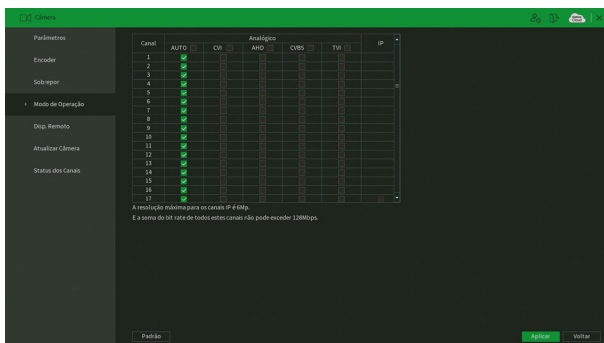 Câmera
Parâmetros
Encoder
Sobrepor
Modo de Operação
Disp. Remoto
Atualizar Câmera
Status dos Canais
Canal Analógico IP
AUTO CVI AHD CVBS TVI
1
2
3
4
5
6
7
8
9
10
11
12
13
14
15
16
17
A resolução máxima para os canais IP é 6Mp.
E a soma do bit rate de todos estes canais não pode exceder 128Mbps.
Padrão Aplicar Voltar